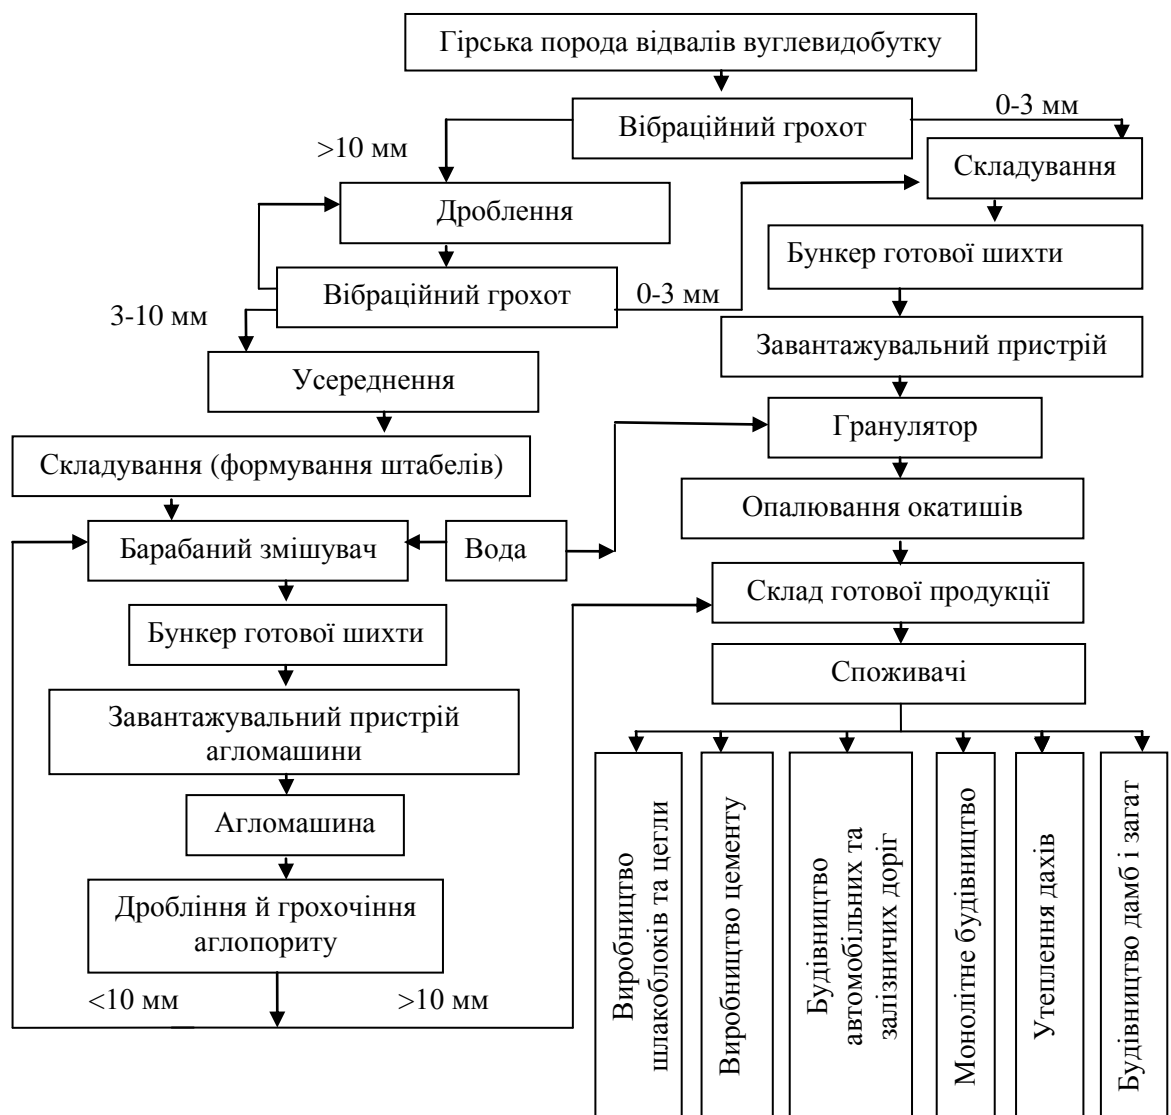 Гірська порода відвалів вуглевидобутку
Вібраційний грохот
0-3 мм
>10 мм
Складування
Дроблення
Бункер готової шихти
Вібраційний грохот
0-3 мм
3-10 мм
Завантажувальний пристрій
Усереднення
Гранулятор
Складування (формування штабелів)
Опалювання окатишів
Барабаний змішувач
Вода
Склад готової продукції
Бункер готової шихти
Споживачі
Завантажувальний пристрій
агломашини
Агломашина
Дробління й грохочіння
аглопориту
<10 мм
>10 мм
Виробництво
шлакоблоків та цегли
Виробництво цементу
Будівництво
автомобільних та
залізничих доріг
Монолітне будівництво
Утеплення дахів
Будівництво дамб і загат